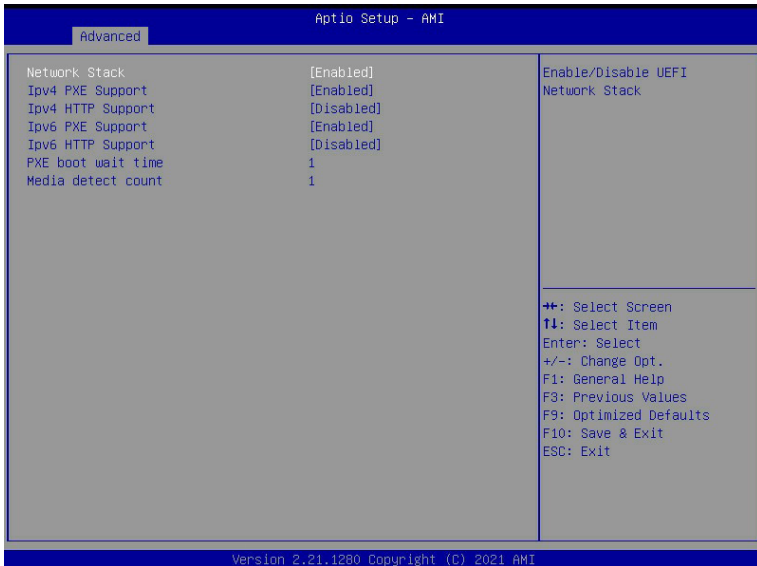 Aptio Setup – AMI
Advanced
Network Stack [Enabled]
Ipv4 PXE Support [Enabled]
Ipv4 HTTP Support [Disabled]
Ipv6 PXE Support [Enabled]
Ipv6 HTTP Support [Disabled]
PXE boot wait time 1
Media detect count 1
Enable/Disable UEFI
Network Stack
→←: Select Screen
↑↓: Select Item
Enter: Select
+/-: Change Opt.
F1: General Help
F3: Previous Values
F9: Optimized Defaults
F10: Save & Exit
ESC: Exit
Version 2.21.1280 Copyright (C) 2021 AMI